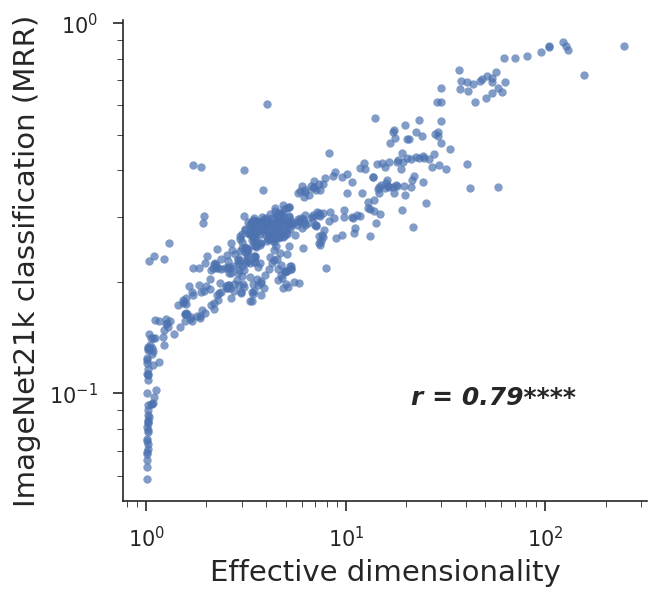 10⁰
10⁻¹
ImageNet21k classification (MRR)
r = 0.79****
10⁰ 10¹ 10²
Effective dimensionality